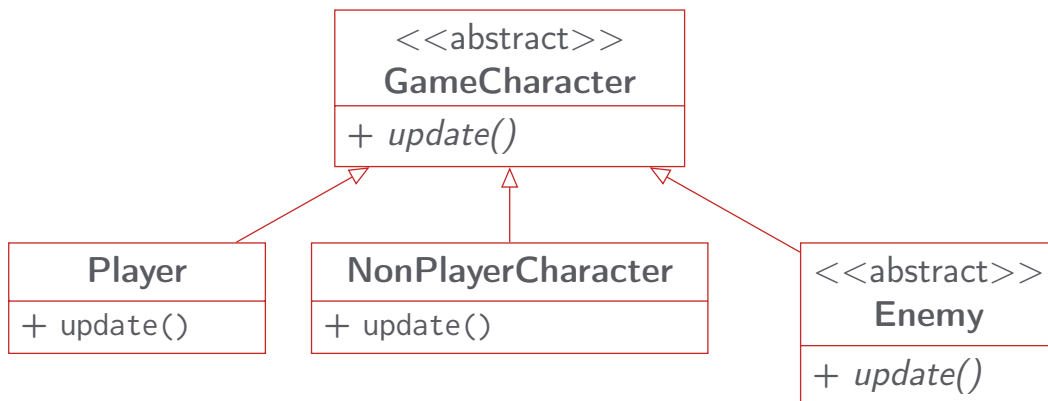 <<abstract>>
GameCharacter
+ update()
Player
+ update()
NonPlayerCharacter
+ update()
<<abstract>>
Enemy
+ update()